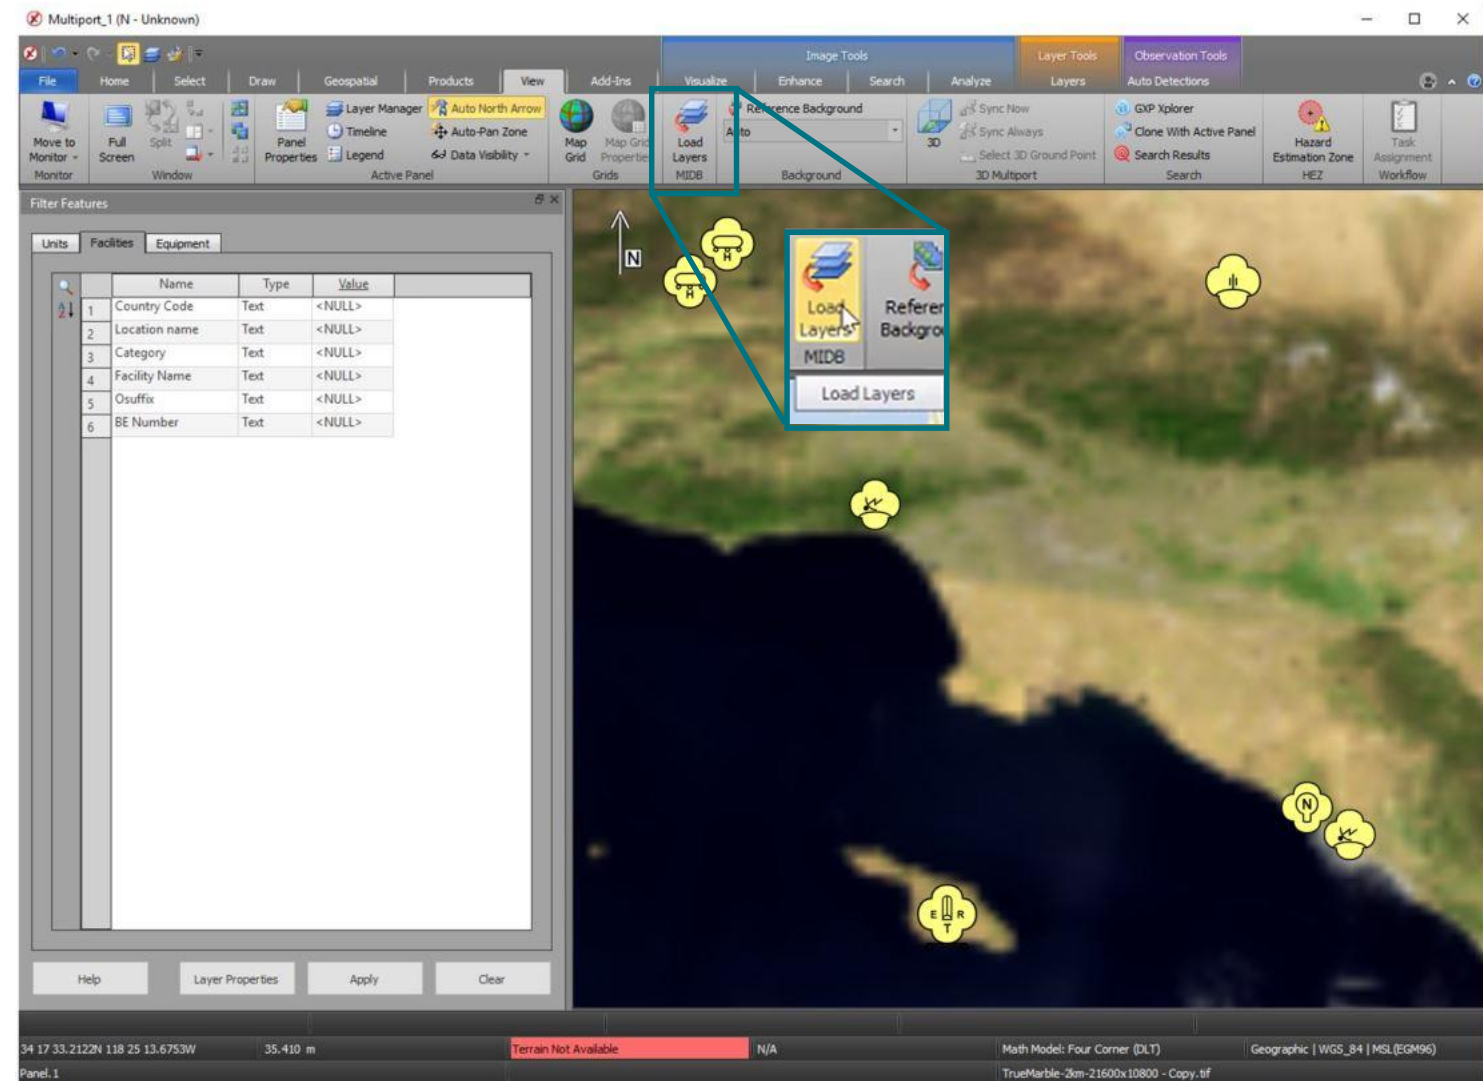 Multiport_1 (N - Unknown)
Image Tools
Layer Tools
Observation Tools
File Home Select Draw Geospatial Products View Add-Ins Visualize Enhance Search Analyze Layers Auto Detections
Move to Monitor
Monitor
Full Screen
Split
Window
Panel Properties
Layer Manager
Timeline
Legend
Auto North Arrow
Auto-Pan Zone
Data Visibility
Active Panel
Map Grid
Map Grid
Grids
Load Layers
MIDB
Reference Background
Auto
Background
3D
Sync Now
Sync Always
Select 3D Ground Point
3D Multiport
GXP Xplorer
Clone With Active Panel
Search Results
Search
Hazard Estimation Zone
HEZ
Task Assignment
Workflow
Filter Features
Units Facilities Equipment
Name Type Value
1 Country Code Text <NULL>
2 Location name Text <NULL>
3 Category Text <NULL>
4 Facility Name Text <NULL>
5 Osuffix Text <NULL>
6 BE Number Text <NULL>
Help Layer Properties Apply Clear
N
H
H
Load Layers
MIDB
Load Layers
N
E R
T
34 17 33.2122N 118 25 13.6753W 35.410 m Terrain Not Available N/A Math Model: Four Corner (DLT) Geographic | WGS_84 | MSL(EGM96)
Panel.1 TrueMarble-2km-21600x10800 - Copy.tif